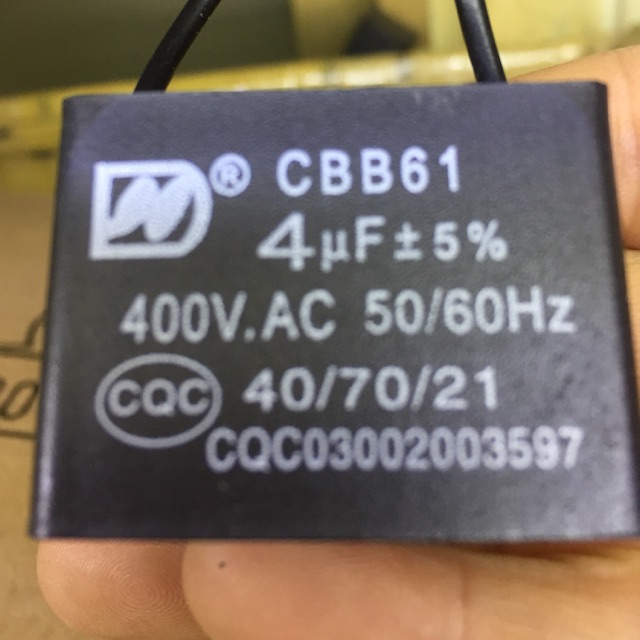 ® CBB61
4μF±5%
400V.AC 50/60Hz
CQC 40/70/21
CQC03002003597